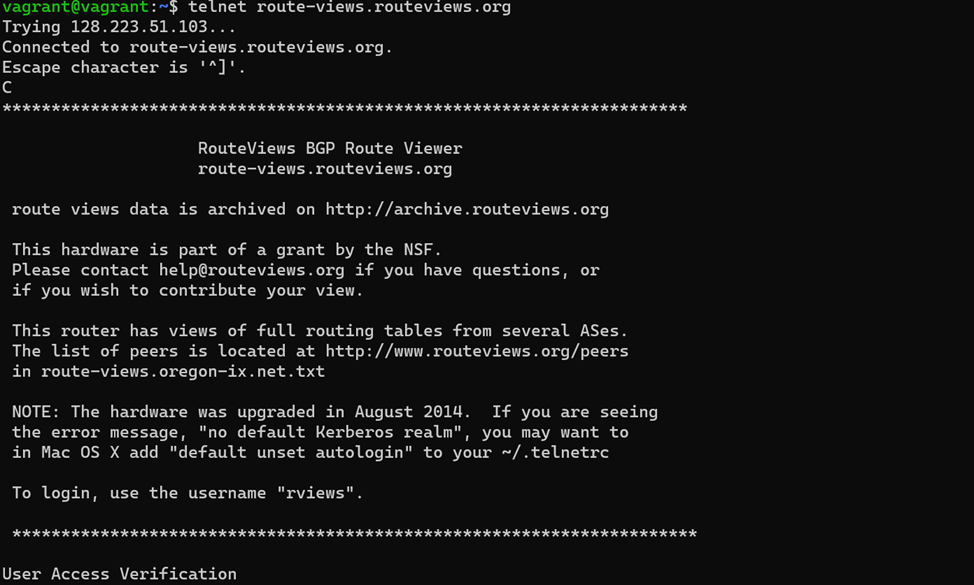 vagrant@vagrant:~$ telnet route-views.routeviews.org
Trying 128.223.51.103...
Connected to route-views.routeviews.org.
Escape character is '^]'.
C
**********************************************************************
RouteViews BGP Route Viewer
route-views.routeviews.org
route views data is archived on http://archive.routeviews.org
This hardware is part of a grant by the NSF.
Please contact help@routeviews.org if you have questions, or
if you wish to contribute your view.
This router has views of full routing tables from several ASes.
The list of peers is located at http://www.routeviews.org/peers
in route-views.oregon-ix.net.txt
NOTE: The hardware was upgraded in August 2014.  If you are seeing
the error message, "no default Kerberos realm", you may want to
in Mac OS X add "default unset autologin" to your ~/.telnetrc
To login, use the username "rviews".
**********************************************************************
User Access Verification